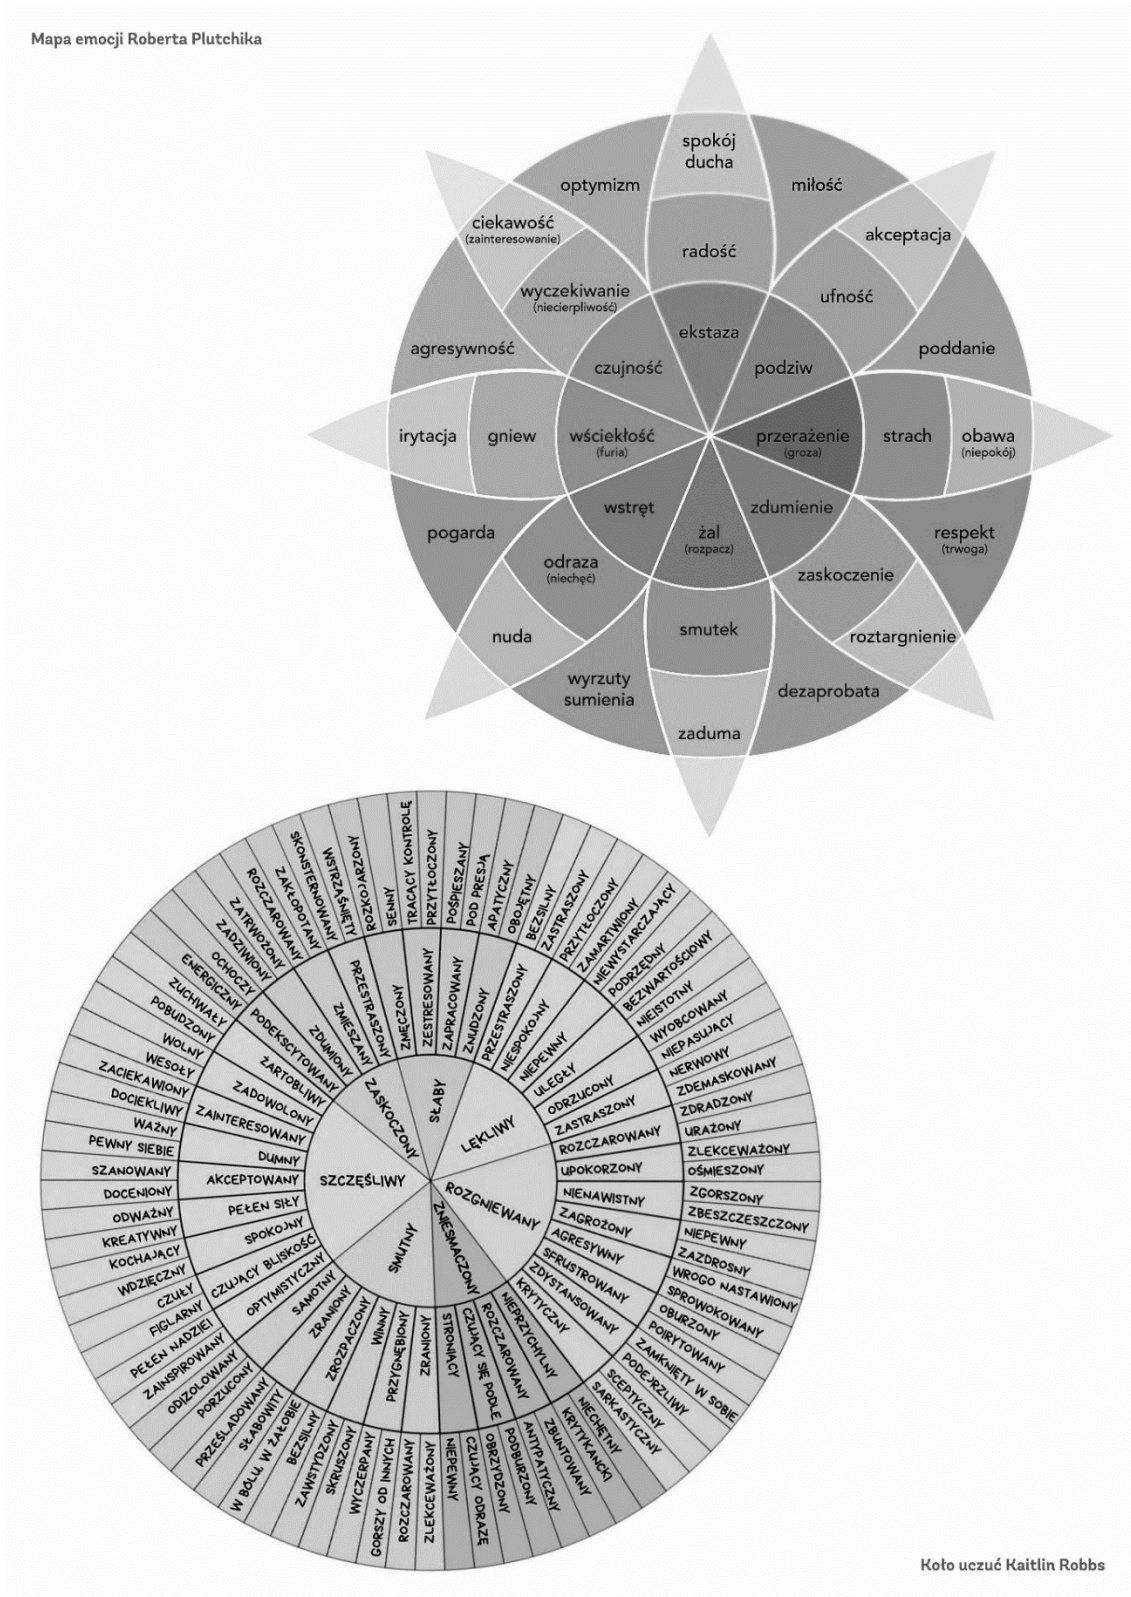 Mapa emocji Roberta Plutchika
spokój
ducha
optymizm
miłość
ciekawość
(zainteresowanie)
akceptacja
radość
wyczekiwanie
(niecierpliwość)
ufność
ekstaza
agresywność
poddanie
czujność
podziw
irytacja
gniew
wściekłość
(furia)
przerażenie
(groza)
strach
obawa
(niepokój)
wstręt
zdumienie
pogarda
żal
(rozpacz)
respekt
(trwoga)
odraza
(niechęć)
zaskoczenie
nuda
smutek
roztargnienie
wyrzuty
sumienia
dezaprobata
zaduma
SŁABY
LĘKLIWY
ROZGNIEWANY
ZNIESMACZONY
SMUTNY
SZCZĘŚLIWY
ZASKOCZONY
ZMĘCZONY
ZESTRESOWANY
ZAPRACOWANY
ZNUDZONY
PRZESTRASZONY
NIESPOKOJNY
NIEPEWNY
ULEGŁY
ODRZUCONY
ZASTRASZONY
ROZCZAROWANY
UPOKORZONY
NIENAWISTNY
ZAGROŻONY
AGRESYWNY
SFRUSTROWANY
ZDYSTANSOWANY
KRYTYCZNY
NIEPRZYCHYLNY
ROZCZAROWANY
CZUJĄCY SIĘ PODLE
STRONIĄCY
ZRANIONY
PRZYGNĘBIONY
WINNY
ZROZPACZONY
ZRANIONY
SAMOTNY
OPTYMISTYCZNY
CZUJĄCY BLISKOŚĆ
SPOKOJNY
PEŁEN SIŁY
AKCEPTOWANY
DUMNY
ZAINTERESOWANY
ZADOWOLONY
ŻARTOBLIWY
PODEKSCYTOWANY
ZDUMIONY
ZMIESZANY
PRZESTRASZONY
SENNY
TRACĄCY KONTROLĘ
PRZYTŁOCZONY
POŚPIESZANY
POD PRESJĄ
APATYCZNY
OBOJĘTNY
BEZSILNY
ZASTRASZONY
PRZYTŁOCZONY
ZAMARTWIONY
NIEWYSTARCZAJĄCY
PODRZĘDNY
BEZWARTOŚCIOWY
NIEISTOTNY
WYOBCOWANY
NIEPASUJĄCY
NERWOWY
ZDEMASKOWANY
ZDRADZONY
URAŻONY
ZLEKCEWAŻONY
OŚMIESZONY
ZGORSZONY
ZBESZCZESZCZONY
NIEPEWNY
ZAZDROSNY
WROGO NASTAWIONY
SPROWOKOWANY
OBURZONY
POIRYTOWANY
ZAMKNIĘTY W SOBIE
PODEJRZLIWY
SCEPTYCZNY
SARKASTYCZNY
NIECHĘTNY
KRYTYKANCKI
ZBUNTOWANY
ANTYPATYCZNY
PODBURZONY
OBRZYDZONY
CZUJĄCY ODRAZĘ
NIEPEWNY
ZLEKCEWAŻONY
ROZCZAROWANY
GORSZY OD INNYCH
WYCZERPANY
SKRUSZONY
ZAWSTYDZONY
BEZSILNY
W BÓLU, W ŻAŁOBIE
SŁABOWITY
PRZEŚLADOWANY
PORZUCONY
ODIZOLOWANY
ZAINSPIROWANY
PEŁEN NADZIEI
FIGLARNY
CZUŁY
WDZIĘCZNY
KOCHAJĄCY
KREATYWNY
ODWAŻNY
DOCENIONY
SZANOWANY
PEWNY SIEBIE
WAŻNY
DOCIEKLIWY
ZACIEKAWIONY
WESOŁY
WOLNY
POBUDZONY
ZUCHWAŁY
ENERGICZNY
OCHOCZY
ZADZIWIONY
ZATRWOŻONY
ROZCZAROWANY
ZAKŁOPOTANY
SKONSTERNOWANY
WSTRZĄŚNIĘTY
ROZKOJARZONY
Koło uczuć Kaitlin Robbs